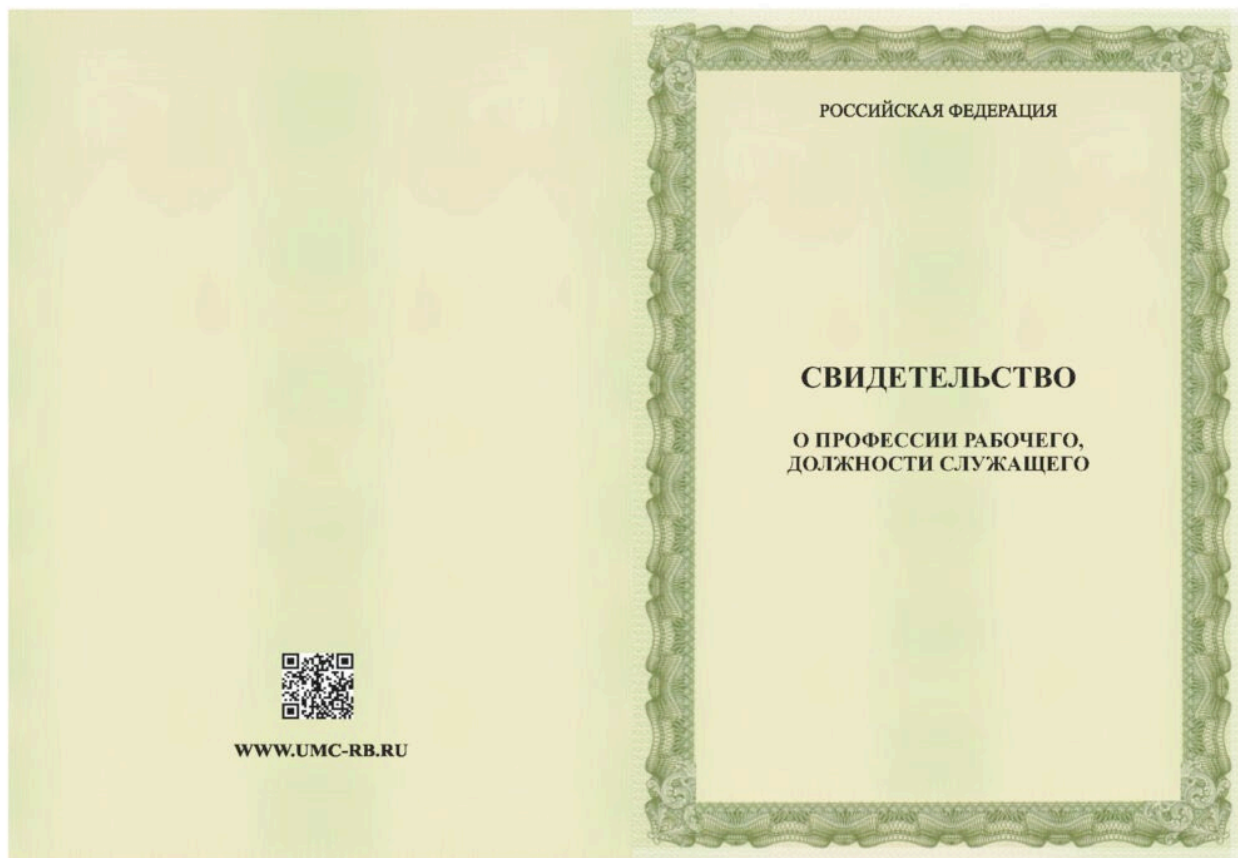 WWW.UMC-RB.RU
РОССИЙСКАЯ ФЕДЕРАЦИЯ
СВИДЕТЕЛЬСТВО
О ПРОФЕССИИ РАБОЧЕГО,
ДОЛЖНОСТИ СЛУЖАЩЕГО